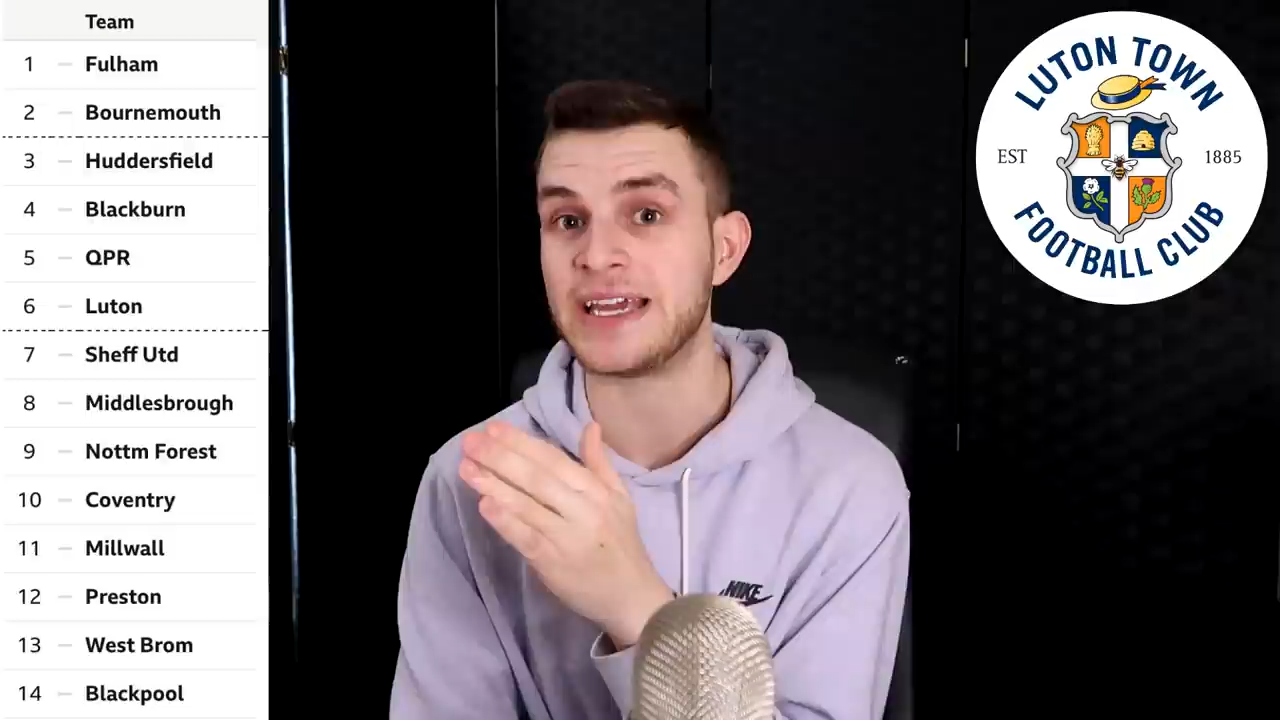 Team
1 Fulham
2 Bournemouth
3 Huddersfield
4 Blackburn
5 QPR
6 Luton
7 Sheff Utd
8 Middlesbrough
9 Nottm Forest
10 Coventry
11 Millwall
12 Preston
13 West Brom
14 Blackpool
LUTON TOWN
EST 1885
FOOTBALL CLUB
NIKE